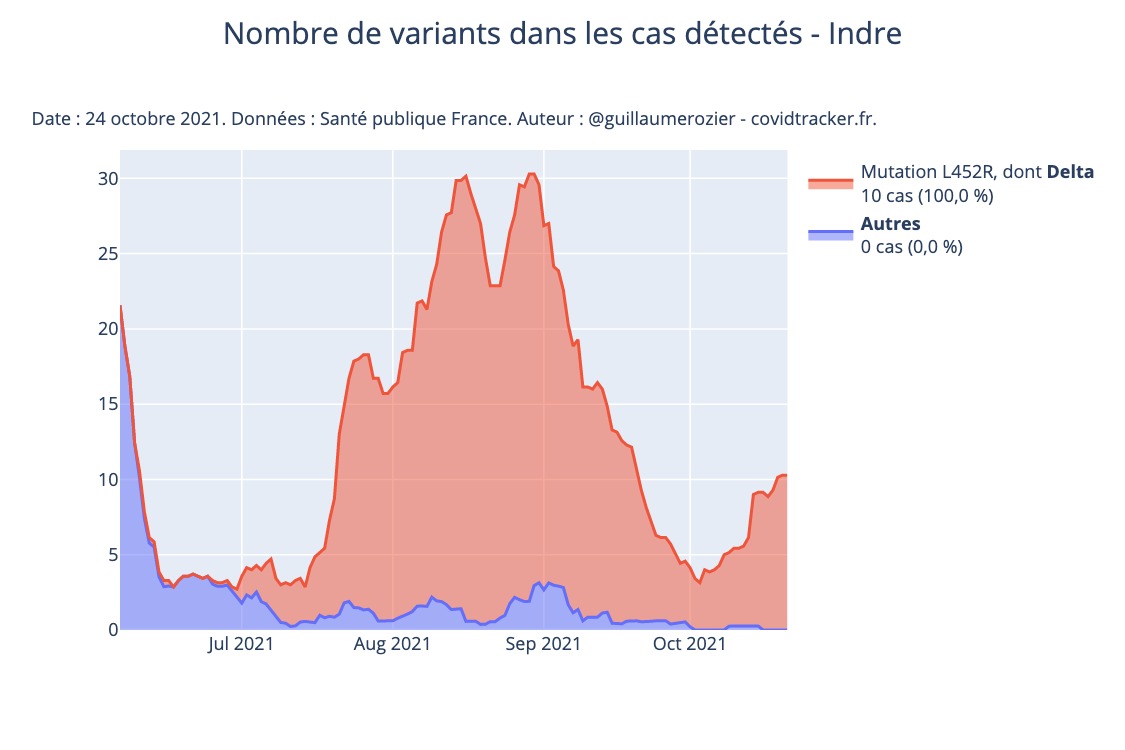 Nombre de variants dans les cas détectés - Indre
Date : 24 octobre 2021. Données : Santé publique France. Auteur : @guillaumerozier - covidtracker.fr.
Mutation L452R, dont Delta
10 cas (100,0 %)
Autres
0 cas (0,0 %)
30
25
20
15
10
5
0
Jul 2021
Aug 2021
Sep 2021
Oct 2021